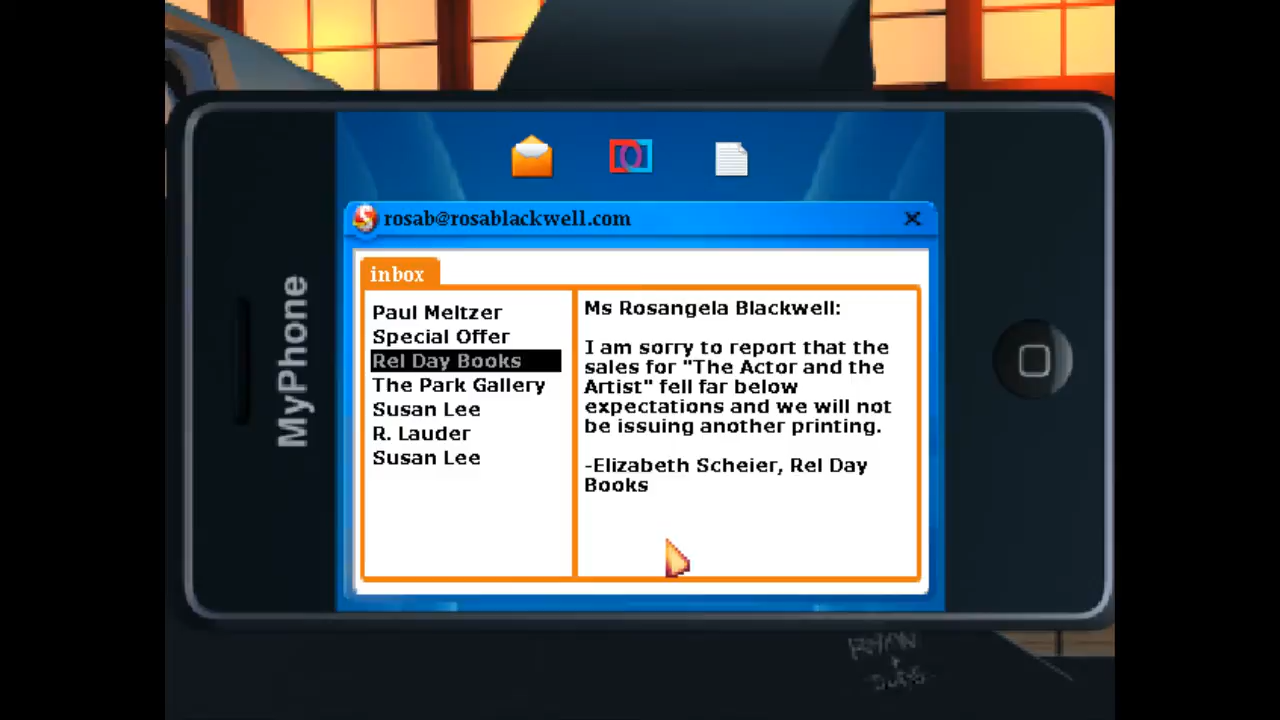 MyPhone
rosab@rosablackwell.com
inbox
Paul Meltzer
Special Offer
Rel Day Books
The Park Gallery
Susan Lee
R. Lauder
Susan Lee
Ms Rosangela Blackwell:
I am sorry to report that the
sales for "The Actor and the
Artist" fell far below
expectations and we will not
be issuing another printing.
-Elizabeth Scheier, Rel Day
Books